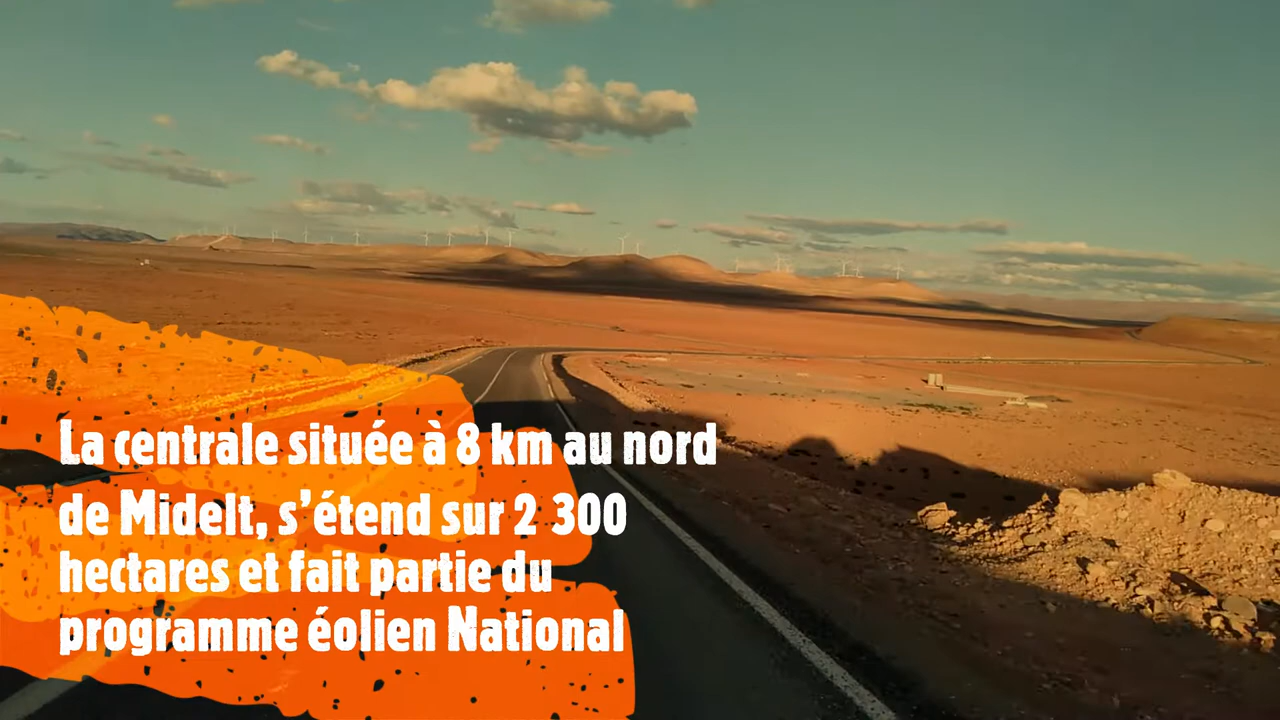 La centrale située à 8 km au nord
de Midelt, s’étend sur 2 300
hectares et fait partie du
programme éolien National